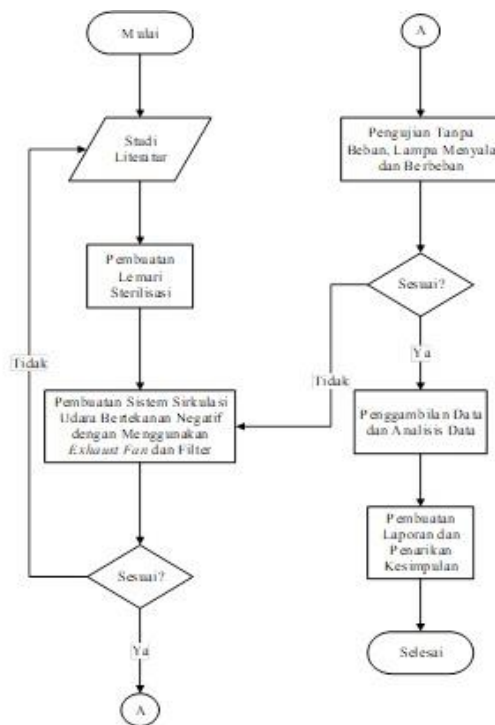 Mulai
Studi
Literatur
Pembuatan
Lemari
Sterilisasi
Tidak
Pembuatan Sistem Sirkulasi
Udara Bertekanan Negatif
dengan Menggunakan
Exhaust Fan dan Filter
Sesuai?
Ya
A
A
Pengujian Tanpa
Beban, Lampa Menyala
dan Berbeban
Sesuai?
Tidak
Ya
Penggambilan Data
dan Analisis Data
Pembuatan
Laporan dan
Penarikan
Kesimpulan
Selesai